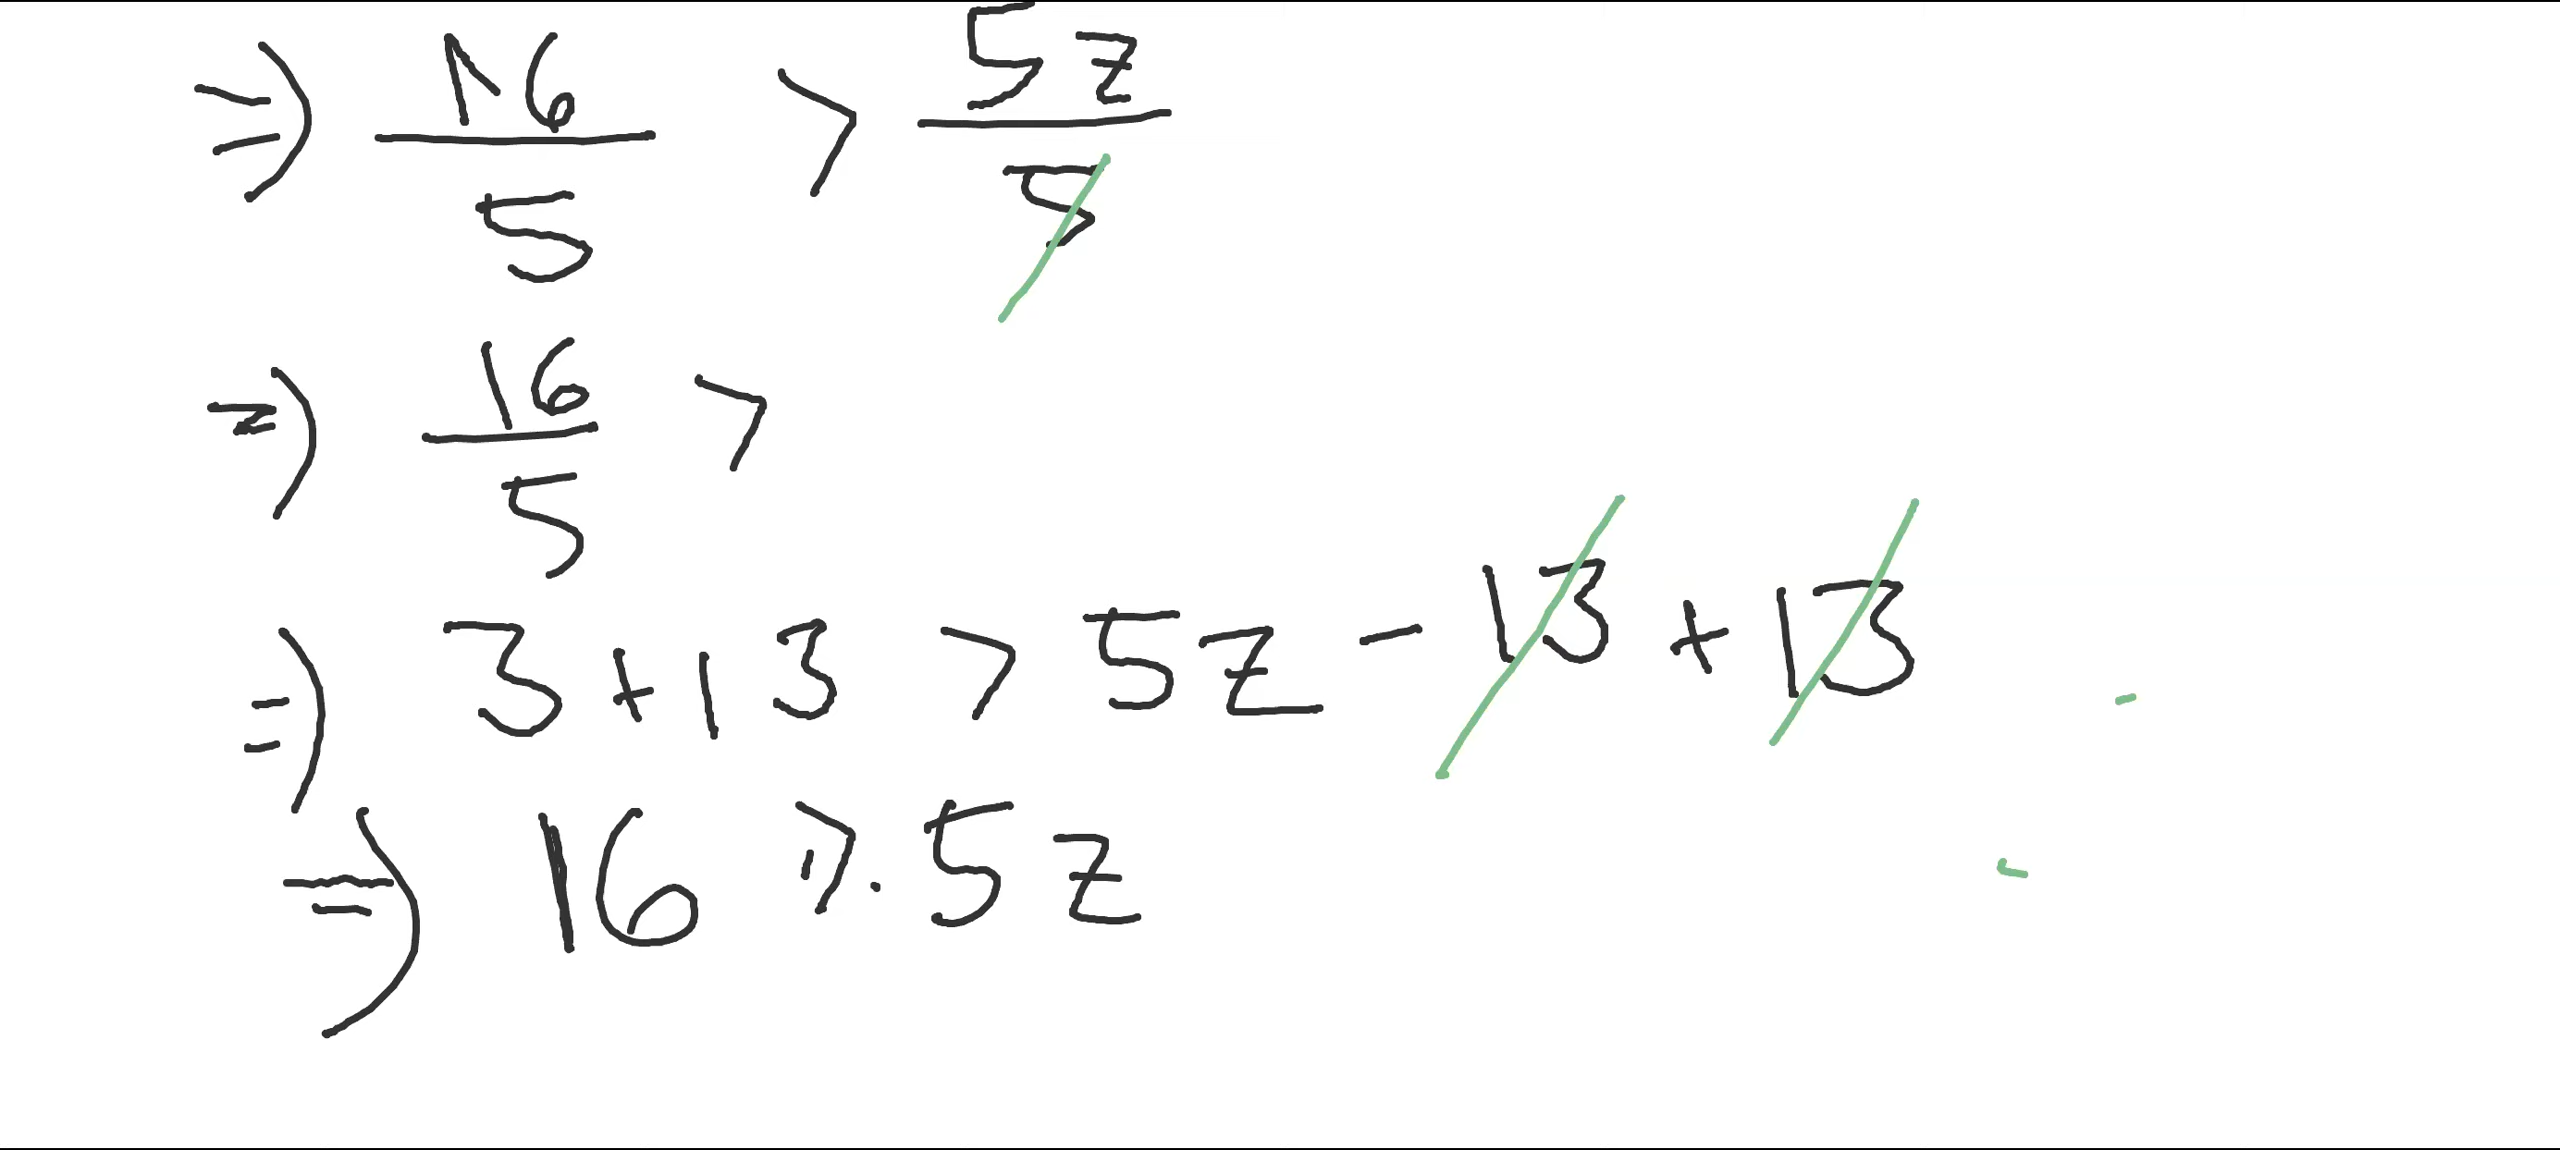 ⇒ 16/5 > 5z/5
⇒ 16/5 >
⇒ 3+13 > 5z - 13 + 13
⇒ 16 > 5z